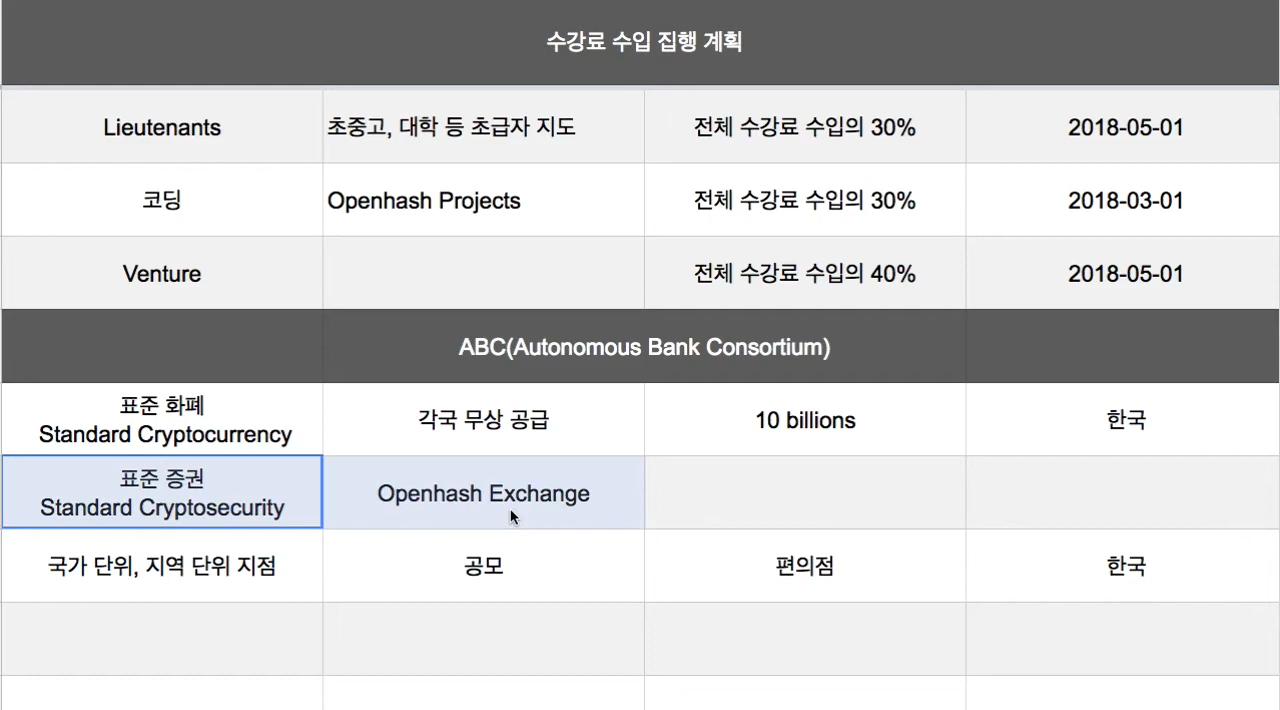 수강료 수입 집행 계획
Lieutenants 초중고, 대학 등 초급자 지도 전체 수강료 수입의 30% 2018-05-01
코딩 Openhash Projects 전체 수강료 수입의 30% 2018-03-01
Venture 전체 수강료 수입의 40% 2018-05-01
ABC(Autonomous Bank Consortium)
표준 화폐
Standard Cryptocurrency 각국 무상 공급 10 billions 한국
표준 증권
Standard Cryptosecurity Openhash Exchange
국가 단위, 지역 단위 지점 공모 편의점 한국